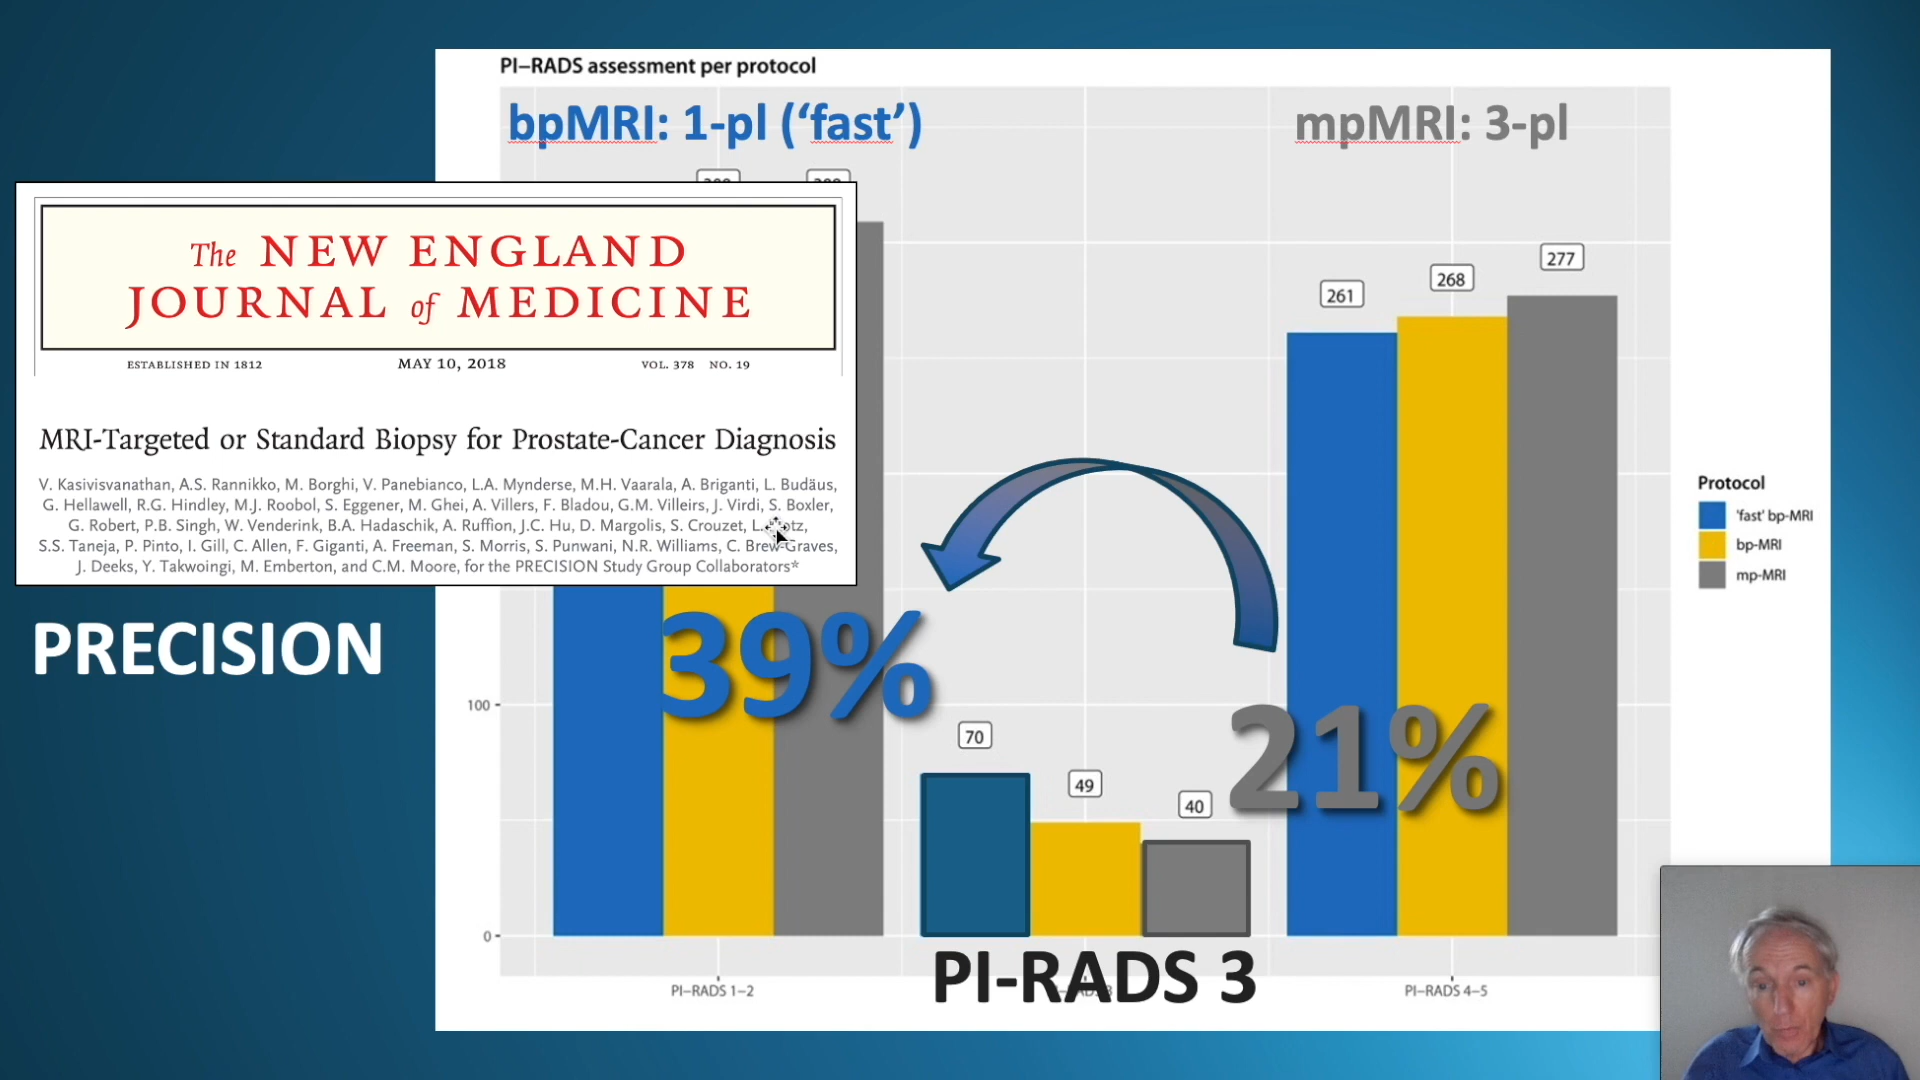 PI–RADS assessment per protocol
bpMRI: 1-pl (‘fast’)
mpMRI: 3-pl
The NEW ENGLAND
JOURNAL of MEDICINE
ESTABLISHED IN 1812 MAY 10, 2018 VOL. 378 NO. 19
MRI-Targeted or Standard Biopsy for Prostate-Cancer Diagnosis
V. Kasivisvanathan, A.S. Rannikko, M. Borghi, V. Panebianco, L.A. Mynderse, M.H. Vaarala, A. Briganti, L. Budäus,
G. Hellawell, R.G. Hindley, M.J. Roobol, S. Eggener, M. Ghei, A. Villers, F. Bladou, G.M. Villeirs, J. Virdi, S. Boxler,
G. Robert, P.B. Singh, W. Venderink, B.A. Hadaschik, A. Ruffion, J.C. Hu, D. Margolis, S. Crouzet, L.
S.S. Taneja, P. Pinto, I. Gill, C. Allen, F. Giganti, A. Freeman, S. Morris, S. Punwani, N.R. Williams, C. Brew-Graves,
J. Deeks, Y. Takwoingi, M. Emberton, and C.M. Moore, for the PRECISION Study Group Collaborators*
PRECISION
261
268
277
39%
21%
70
49
40
100
0
PI–RADS 1–2
PI-RADS 3
PI–RADS 4–5
Protocol
'fast' bp-MRI
bp-MRI
mp-MRI